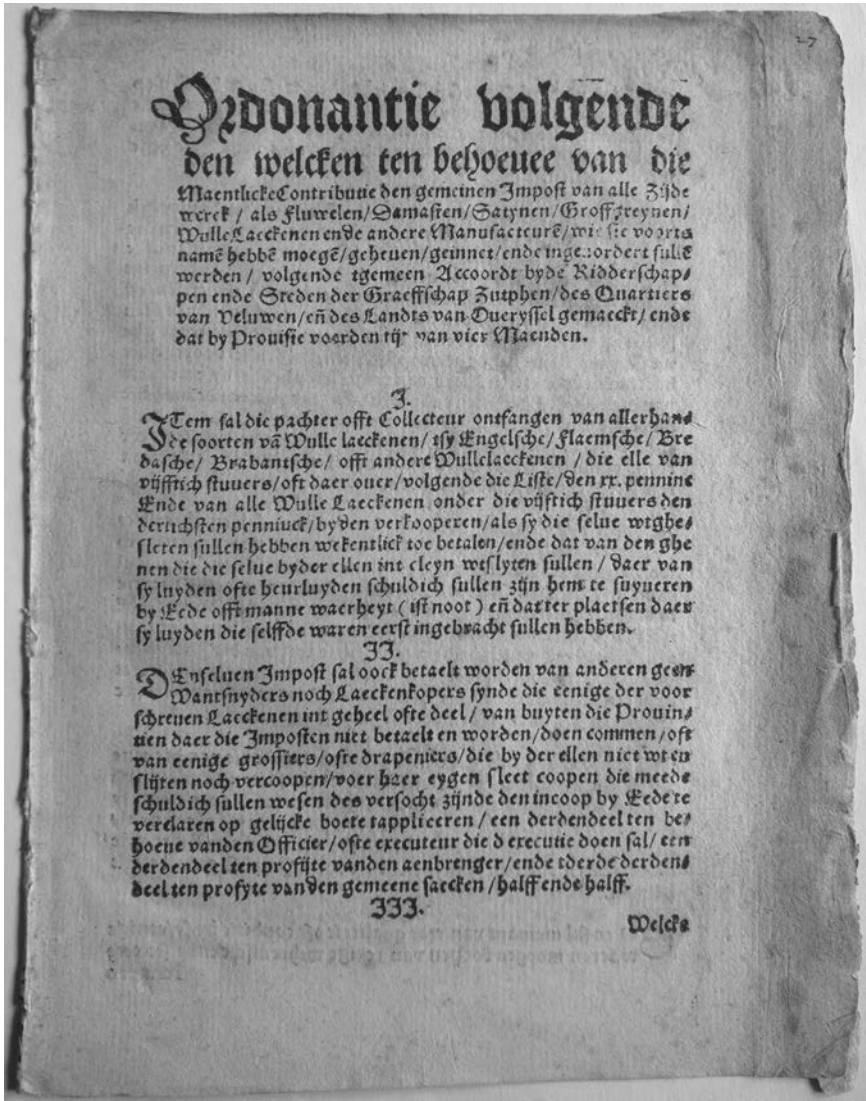 27
Ordonantie volgende
den welcken ten behoeuee van die
Maentlicke Contributie den gemeinen Impost van alle Zijde
werck / als Fluwelen/Damasten/Satynen/Groffgreynen/
Wulle Laeckenen ende andere Manufacteurē/wie sie voorts
namē hebbē moegē/geheuen/geinnet/ende ingevordert sullē
werden / volgende tgemeen Accoordt byde Ridderschap⸗
pen ende Steden der Graeffschap Zutphen/des Quartiers
van Veluwen/eñ des Landts van Oueryssel gemaeckt/ ende
dat by Prouisie voorden tijt van vier Maenden.
I.
ITem sal die pachter offt Collecteur ontfangen van allerhan⸗
de soorten vā Wulle laeckenen/ tsy Engelsche/Flaemsche/Bre
dasche/ Brabantsche/ offt andere Wullelaeckenen / die elle van
vijfftich stuuers/oft daer ouer/volgende die Liste/den xx. pennine
Ende van alle Wulle Laeckenen onder die vijftich stuuers den
dertichsten penniuck/byden verkooperen/als sy die selue wtghe⸗
sleten sullen hebben wekentlick toe betalen/ende dat van den ghe
nen die die selue byder ellen int cleyn wtslyten sullen / daer van
sy luyden ofte heurluyden schuldich sullen zijn hem te suyueren
by Eede offt manne waerheyt ( ist noot ) eñ dat ter plaetsen daer
sy luyden die selffde waren eerst ingebracht sullen hebben.
II.
DEnseluen Impost sal oock betaelt worden van anderen geen
Wantsnyders noch Laeckenkopers synde die eenige der voor
schreuen Laeckenen int geheel ofte deel / van buyten die Prouin⸗
tien daer die Imposten niet betaelt en worden/doen commen/oft
van eenige grossiers/ofte drapeniers/die by der ellen niet wten
slijten noch vercoopen/voer haer eygen sleet coopen die meede
schuldich sullen wesen des versocht zijnde den incoop by Eede te
verclaren op gelijcke boete tappliceren / een derdendeel ten be⸗
hoeue vanden Officier/ofte executeur die d executie doen sal/ een
derdendeel ten profijte vanden aenbrenger/ende tderde derden⸗
deel ten profyte vanden gemeene saecken /halff ende halff.
III.
Welcke